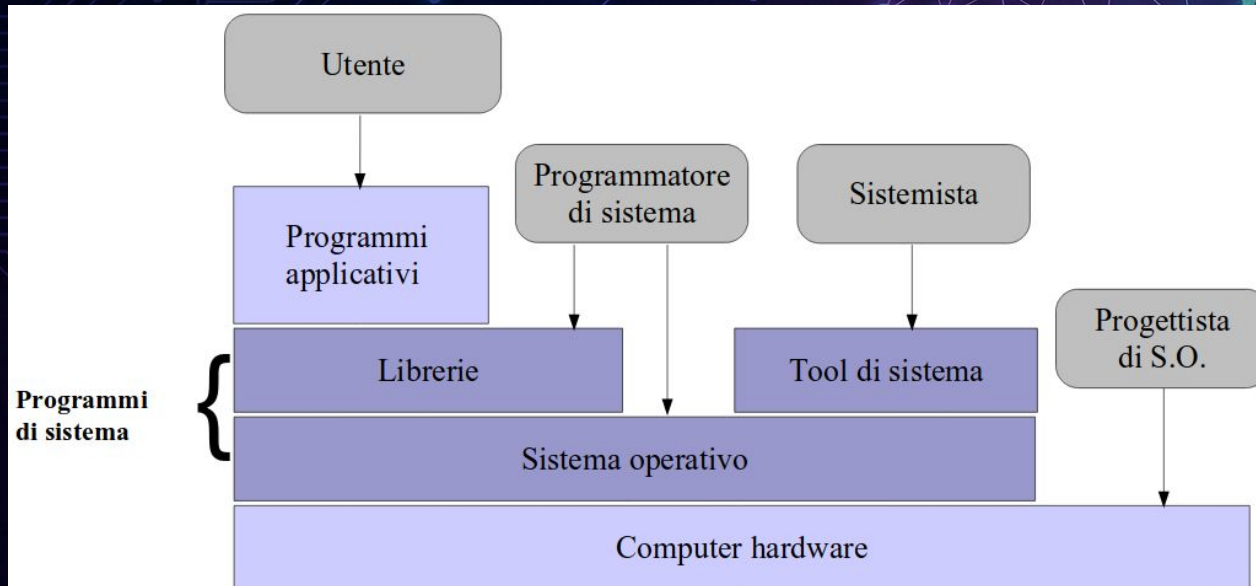 Utente
Programmatore
di sistema
Sistemista
Programmi
applicativi
Progettista
di S.O.
Librerie
Tool di sistema
Programmi
di sistema
Sistema operativo
Computer hardware